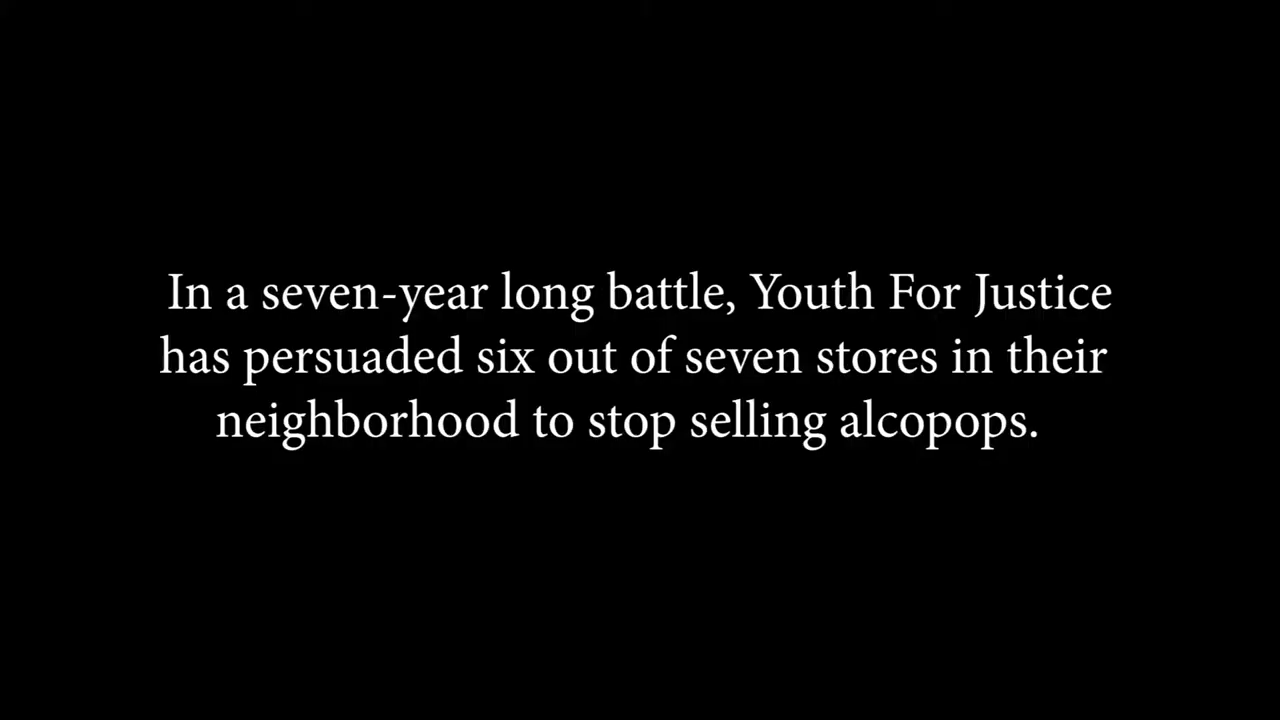 In a seven-year long battle, Youth For Justice
has persuaded six out of seven stores in their
neighborhood to stop selling alcopops.